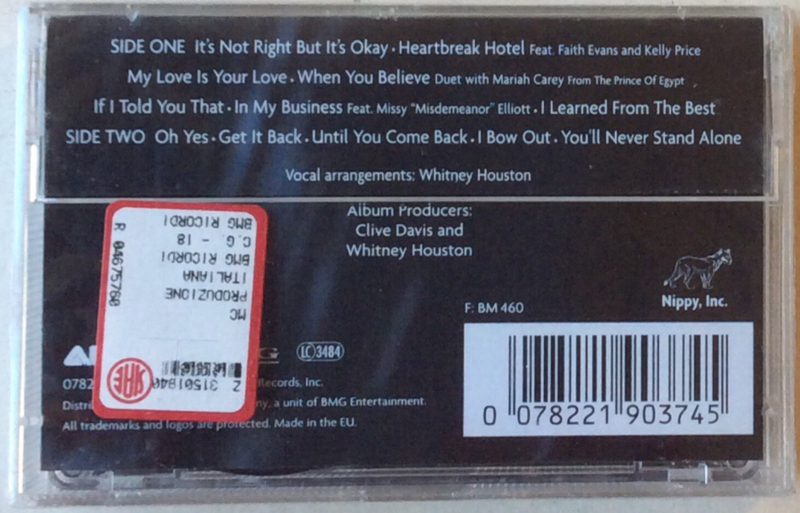 SIDE ONE It's Not Right But It's Okay • Heartbreak Hotel Feat. Faith Evans and Kelly Price
My Love Is Your Love • When You Believe Duet with Mariah Carey From The Prince Of Egypt
If I Told You That • In My Business Feat. Missy "Misdemeanor" Elliott • I Learned From The Best
SIDE TWO Oh Yes • Get It Back • Until You Come Back • I Bow Out • You'll Never Stand Alone
Vocal arrangements: Whitney Houston
Album Producers:
Clive Davis and
Whitney Houston
Nippy, Inc.
F: BM 460
LC 3484
0782
Records, Inc.
a unit of BMG Entertainment.
All trademarks and logos are protected. Made in the EU.
0 078221 903745
MC
PRODUZIONE
ITALIANA
BMG RICORDI
C.G. - 18
BMG RICORDI
R 04675760
SIAE